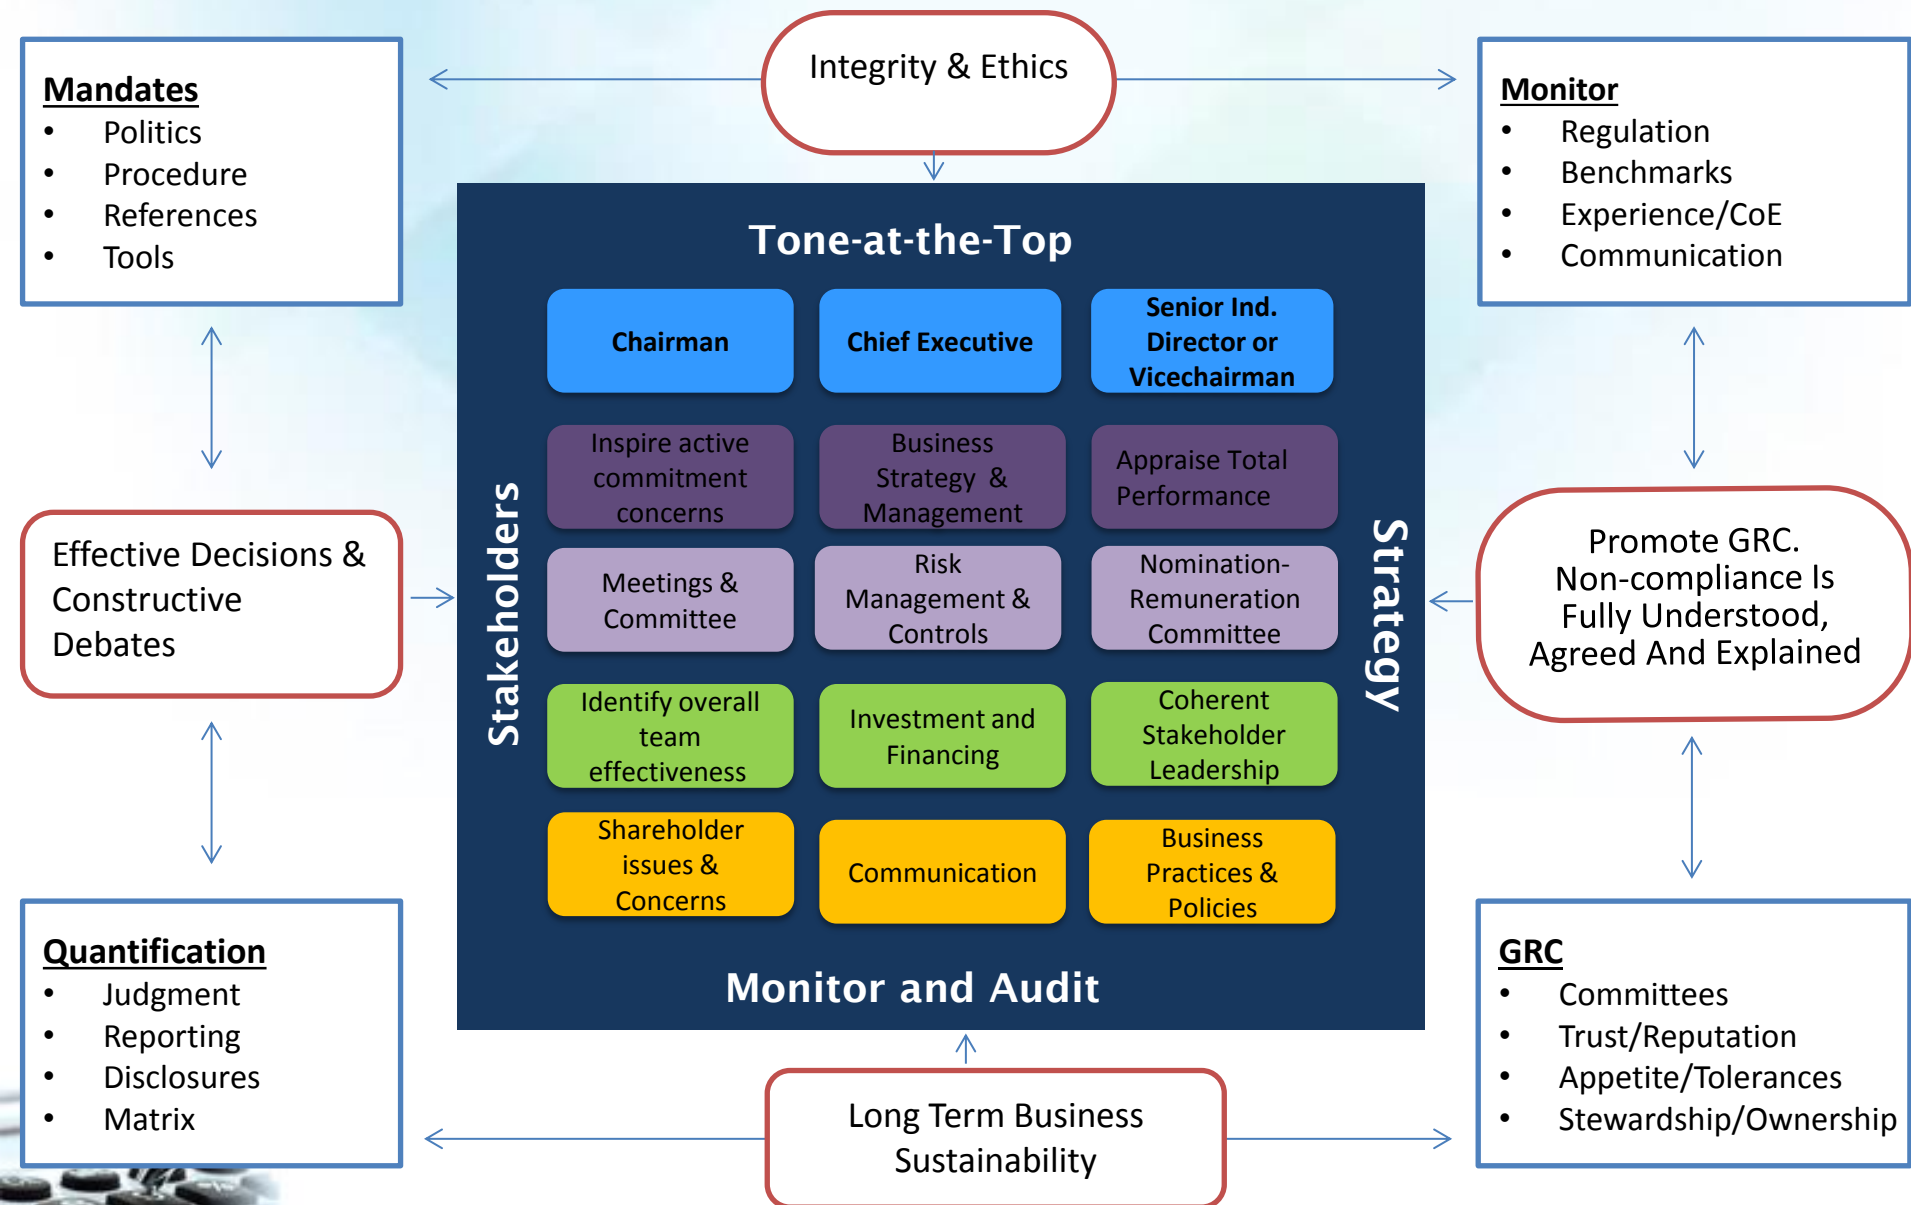 Integrity & Ethics
Mandates
• Politics
• Procedure
• References
• Tools
Monitor
• Regulation
• Benchmarks
• Experience/CoE
• Communication
Tone-at-the-Top
Chairman
Chief Executive
Senior Ind.
Director or
Vicechairman
Inspire active
commitment
concerns
Business
Strategy &
Management
Appraise Total
Performance
Meetings &
Committee
Risk
Management &
Controls
Nomination-
Remuneration
Committee
Identify overall
team
effectiveness
Investment and
Financing
Coherent
Stakeholder
Leadership
Shareholder
issues &
Concerns
Communication
Business
Practices &
Policies
Stakeholders
Strategy
Monitor and Audit
Effective Decisions &
Constructive
Debates
Promote GRC.
Non-compliance Is
Fully Understood,
Agreed And Explained
Quantification
• Judgment
• Reporting
• Disclosures
• Matrix
GRC
• Committees
• Trust/Reputation
• Appetite/Tolerances
• Stewardship/Ownership
Long Term Business
Sustainability